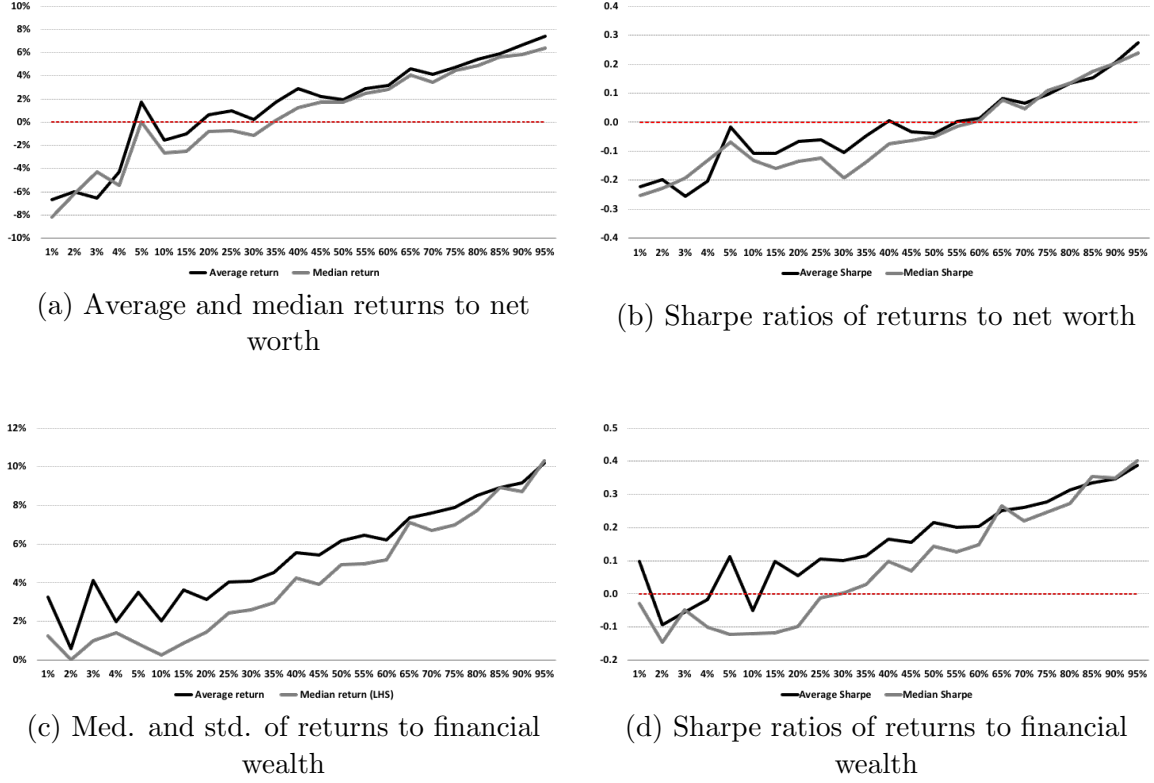 10%
8%
6%
4%
2%
0%
-2%
-4%
-6%
-8%
-10%
1% 2% 3% 4% 5% 10% 15% 20% 25% 30% 35% 40% 45% 50% 55% 60% 65% 70% 75% 80% 85% 90% 95%
Average return Median return
(a) Average and median returns to net
worth
0.4
0.3
0.2
0.1
0.0
-0.1
-0.2
-0.3
-0.4
1% 2% 3% 4% 5% 10% 15% 20% 25% 30% 35% 40% 45% 50% 55% 60% 65% 70% 75% 80% 85% 90% 95%
Average Sharpe Median Sharpe
(b) Sharpe ratios of returns to net worth
12%
10%
8%
6%
4%
2%
0%
1% 2% 3% 4% 5% 10% 15% 20% 25% 30% 35% 40% 45% 50% 55% 60% 65% 70% 75% 80% 85% 90% 95%
Average return Median return (LHS)
(c) Med. and std. of returns to financial
wealth
0.5
0.4
0.3
0.2
0.1
0.0
-0.1
-0.2
1% 2% 3% 4% 5% 10% 15% 20% 25% 30% 35% 40% 45% 50% 55% 60% 65% 70% 75% 80% 85% 90% 95%
Average Sharpe Median Sharpe
(d) Sharpe ratios of returns to financial
wealth